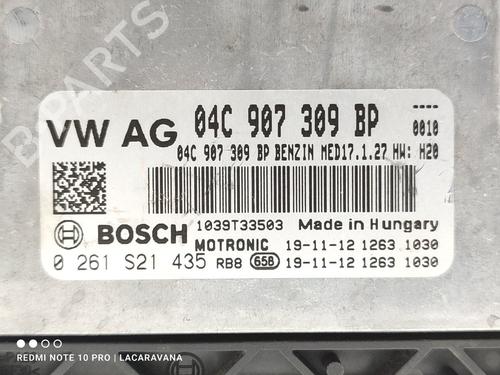 VW AG 04C 907 309 BP ----
0010
04C 907 309 BP BENZIN MED17.1.27 HW: H20
1039T33503 Made in Hungary
BOSCH MOTRONIC 19-11-12 1263 1030
0 261 S21 435 RB8 658 19-11-12 1263 1030
B PARTS
REDMI NOTE 10 PRO | LACARAVANA